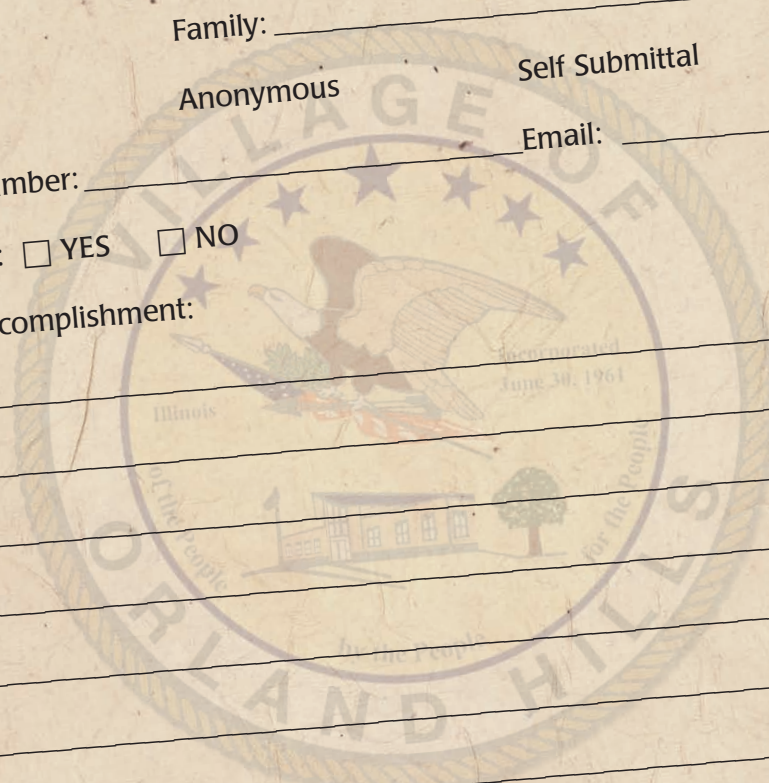 Family:
Anonymous Self Submittal
mber: Email:
: YES NO
complishment:
VILLAGE OF
Incorporated
June 30, 1961
Illinois
of the People
for the People
by the People
ORLAND HILLS